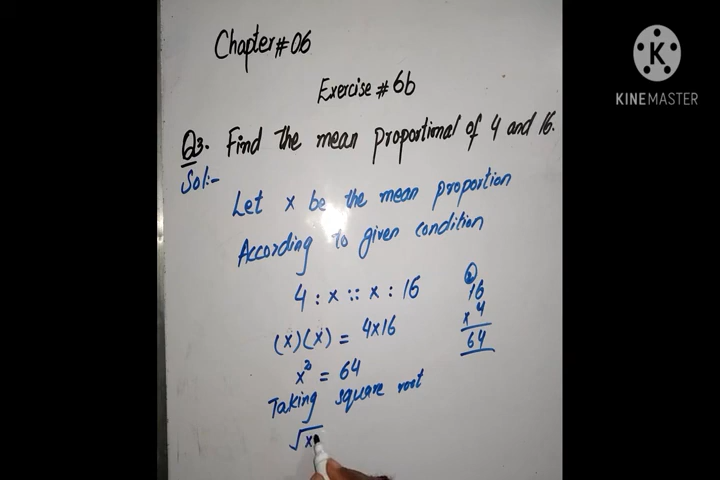 Chapter#06
Exercise#6b
Q3. Find the mean proportional of 4 and 16.
Sol:-
Let x be the mean proportion
According to given condition
4 : x :: x : 16
(x)(x) = 4x16
x² = 64
Taking square root
√x
2
16
x 4
64
K
KINEMASTER